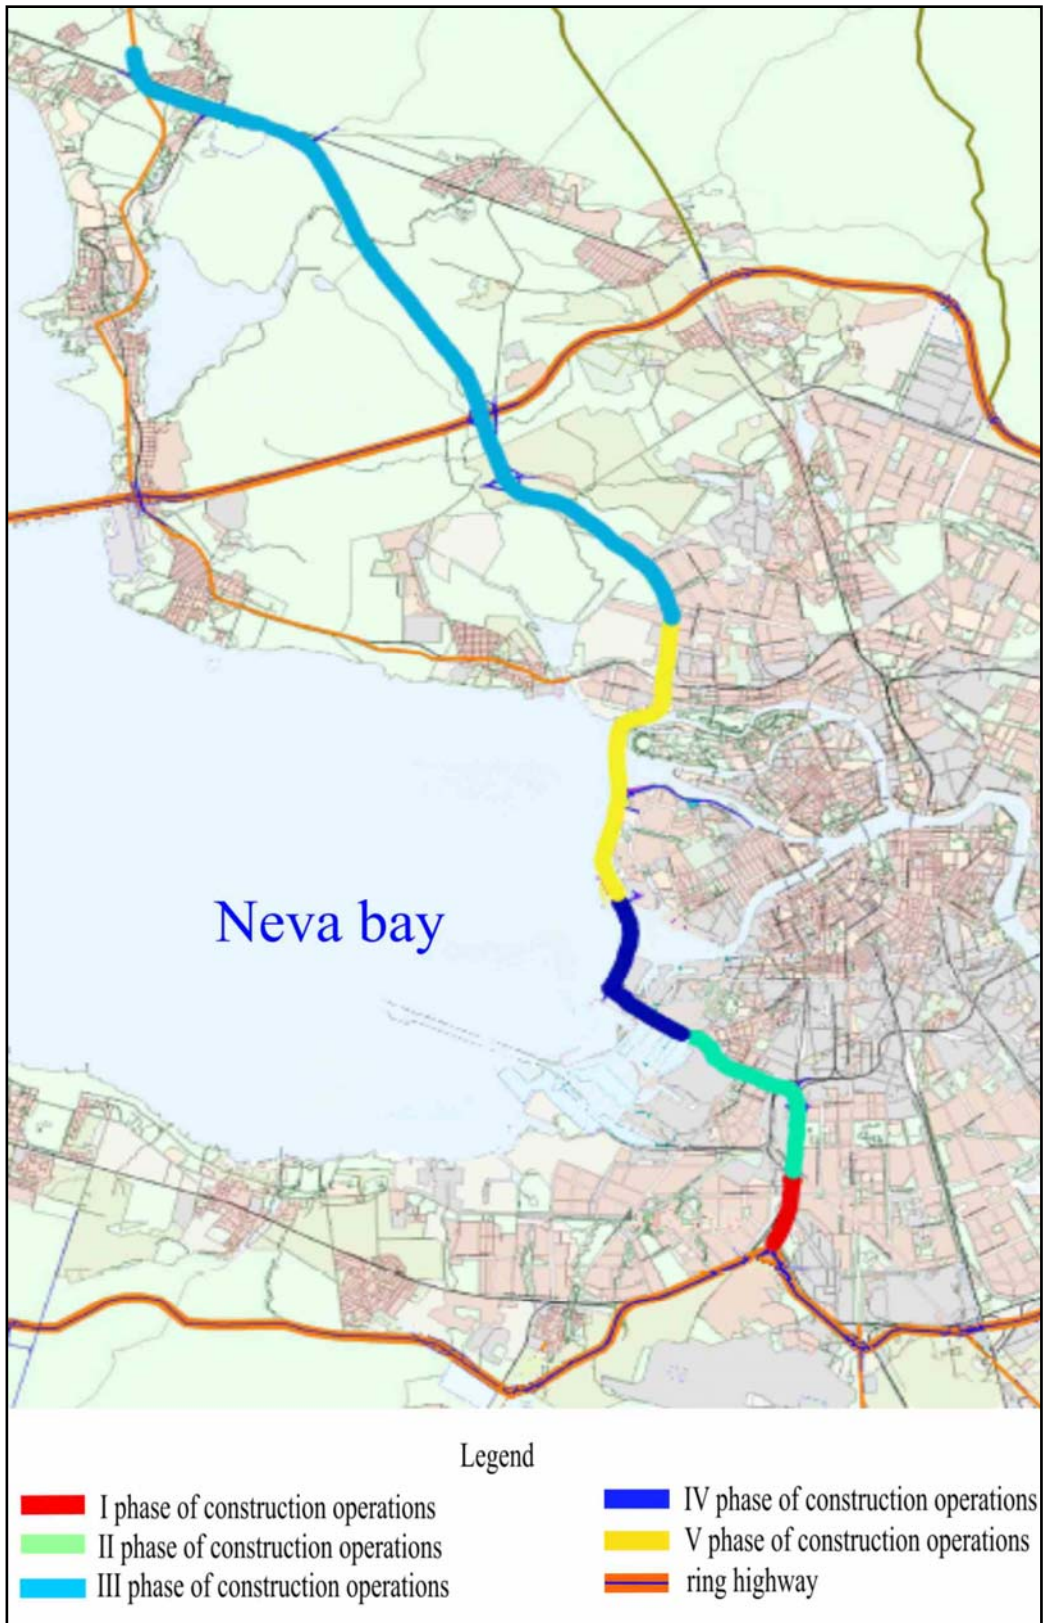 Neva bay
Legend
I phase of construction operations
II phase of construction operations
III phase of construction operations
IV phase of construction operations
V phase of construction operations
ring highway